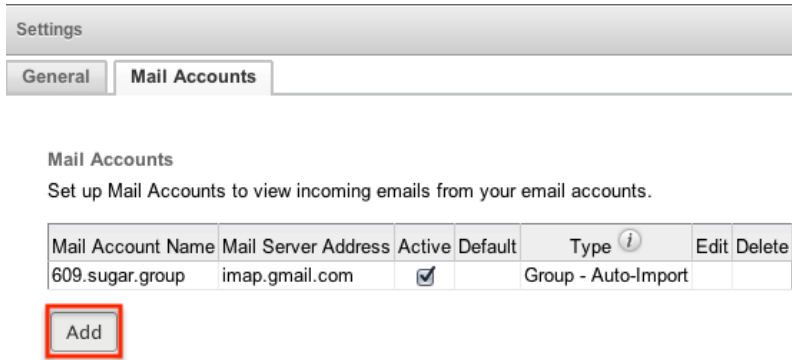 Settings
General Mail Accounts
Mail Accounts
Set up Mail Accounts to view incoming emails from your email accounts.
Mail Account Name Mail Server Address Active Default Type i Edit Delete
609.sugar.group imap.gmail.com Group - Auto-Import
Add